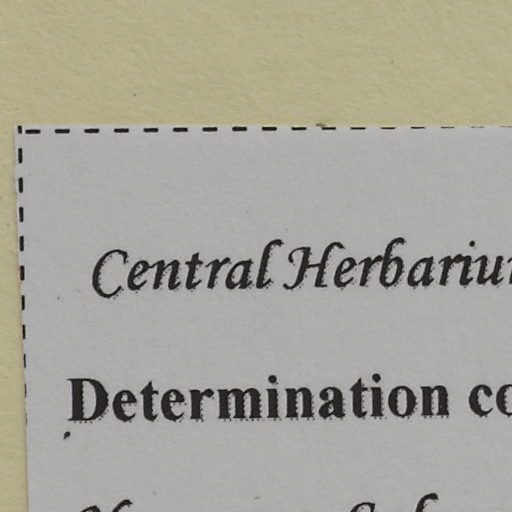 Central Herbariu
Determination co